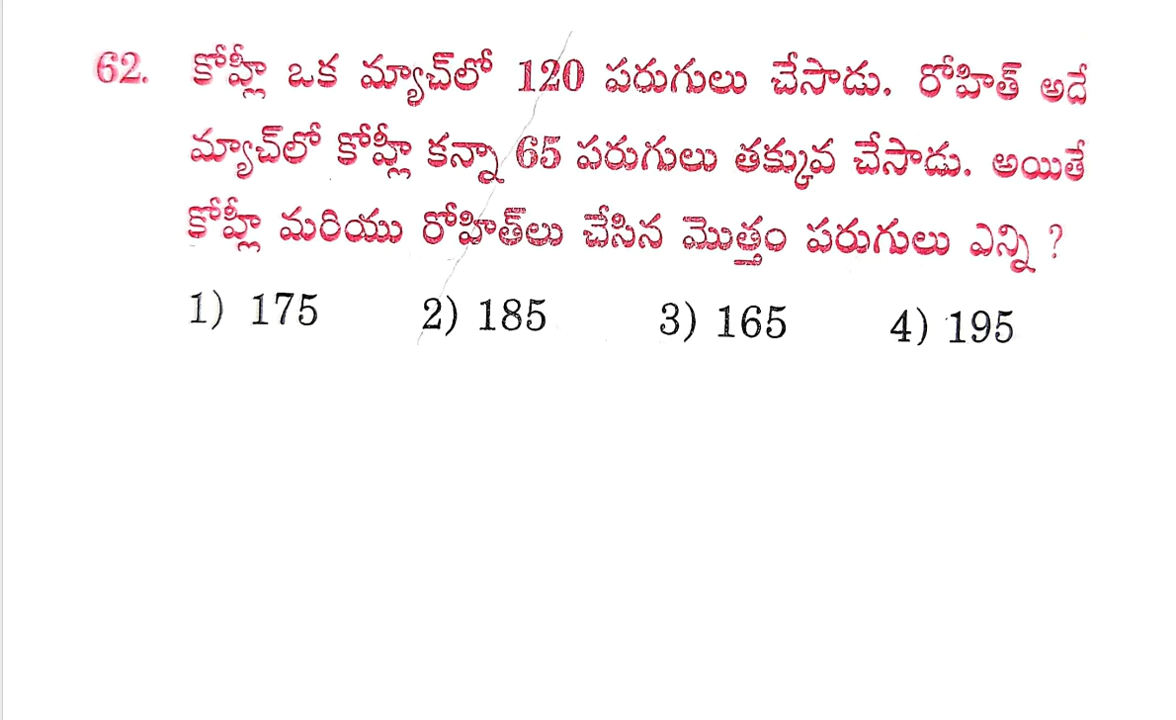 62. కోహ్లీ ఒక మ్యాచ్‌లో 120 పరుగులు చేసాడు. రోహిత్ అదే
మ్యాచ్‌లో కోహ్లీ కన్నా 65 పరుగులు తక్కువ చేసాడు. అయితే
కోహ్లీ మరియు రోహిత్‌లు చేసిన మొత్తం పరుగులు ఎన్ని ?
1) 175 2) 185 3) 165 4) 195